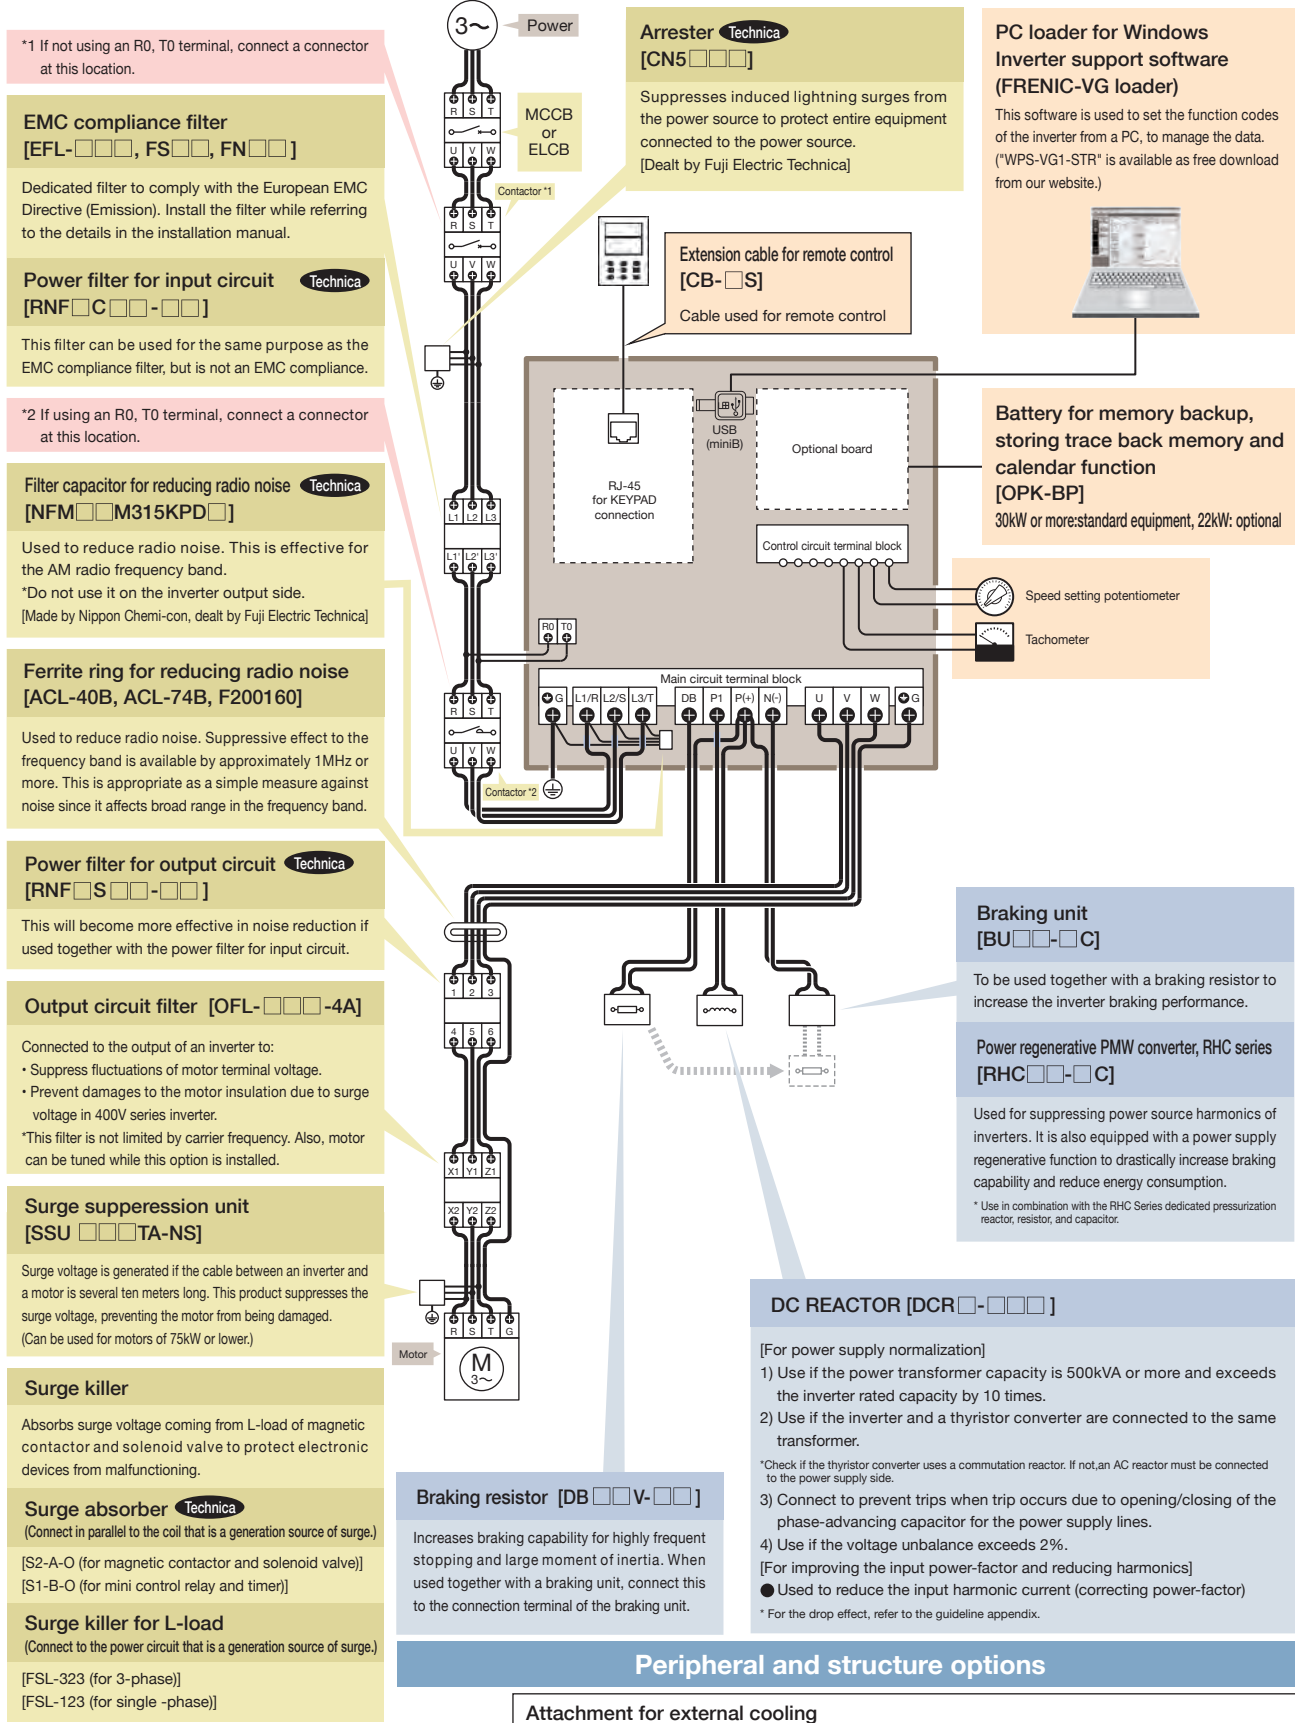 *1 If not using an R0, T0 terminal, connect a connector
at this location.
EMC compliance filter
[EFL-□□□, FS□□, FN□□]
Dedicated filter to comply with the European EMC
Directive (Emission). Install the filter while referring
to the details in the installation manual.
Power filter for input circuit Technica
[RNF□C□□-□□]
This filter can be used for the same purpose as the
EMC compliance filter, but is not an EMC compliance.
*2 If using an R0, T0 terminal, connect a connector
at this location.
Filter capacitor for reducing radio noise Technica
[NFM□□M315KPD□]
Used to reduce radio noise. This is effective for
the AM radio frequency band.
*Do not use it on the inverter output side.
[Made by Nippon Chemi-con, dealt by Fuji Electric Technica]
Ferrite ring for reducing radio noise
[ACL-40B, ACL-74B, F200160]
Used to reduce radio noise. Suppressive effect to the
frequency band is available by approximately 1MHz or
more. This is appropriate as a simple measure against
noise since it affects broad range in the frequency band.
Power filter for output circuit Technica
[RNF□S□□-□□]
This will become more effective in noise reduction if
used together with the power filter for input circuit.
Output circuit filter [OFL-□□□-4A]
Connected to the output of an inverter to:
• Suppress fluctuations of motor terminal voltage.
• Prevent damages to the motor insulation due to surge
voltage in 400V series inverter.
*This filter is not limited by carrier frequency. Also, motor
can be tuned while this option is installed.
Surge supperession unit
[SSU □□□TA-NS]
Surge voltage is generated if the cable between an inverter and
a motor is several ten meters long. This product suppresses the
surge voltage, preventing the motor from being damaged.
(Can be used for motors of 75kW or lower.)
Surge killer
Absorbs surge voltage coming from L-load of magnetic
contactor and solenoid valve to protect electronic
devices from malfunctioning.
Surge absorber Technica
(Connect in parallel to the coil that is a generation source of surge.)
[S2-A-O (for magnetic contactor and solenoid valve)]
[S1-B-O (for mini control relay and timer)]
Surge killer for L-load
(Connect to the power circuit that is a generation source of surge.)
[FSL-323 (for 3-phase)]
[FSL-123 (for single -phase)]
3~
Power
R S T
U V W
MCCB
or
ELCB
Contactor *1
R S T
U V W
L1 L2 L3
L1' L2' L3'
R0 T0
R S T
U V W
Contactor *2
1 2 3
4 5 6
X1 Y1 Z1
X2 Y2 Z2
R S T G
Motor
M
3~
Arrester Technica
[CN5□□□]
Suppresses induced lightning surges from
the power source to protect entire equipment
connected to the power source.
[Dealt by Fuji Electric Technica]
Extension cable for remote control
[CB-□S]
Cable used for remote control
RJ-45
for KEYPAD
connection
USB
(miniB)
Optional board
Control circuit terminal block
Main circuit terminal block
G L1/R L2/S L3/T DB P1 P(+) N(-) U V W G
PC loader for Windows
Inverter support software
(FRENIC-VG loader)
This software is used to set the function codes
of the inverter from a PC, to manage the data.
("WPS-VG1-STR" is available as free download
from our website.)
Battery for memory backup,
storing trace back memory and
calendar function
[OPK-BP]
30kW or more:standard equipment, 22kW: optional
Speed setting potentiometer
Tachometer
Braking unit
[BU□□-□C]
To be used together with a braking resistor to
increase the inverter braking performance.
Power regenerative PMW converter, RHC series
[RHC□□-□C]
Used for suppressing power source harmonics of
inverters. It is also equipped with a power supply
regenerative function to drastically increase braking
capability and reduce energy consumption.
* Use in combination with the RHC Series dedicated pressurization
reactor, resistor, and capacitor.
DC REACTOR [DCR□-□□□]
[For power supply normalization]
1) Use if the power transformer capacity is 500kVA or more and exceeds
the inverter rated capacity by 10 times.
2) Use if the inverter and a thyristor converter are connected to the same
transformer.
*Check if the thyristor converter uses a commutation reactor. If not,an AC reactor must be connected
to the power supply side.
3) Connect to prevent trips when trip occurs due to opening/closing of the
phase-advancing capacitor for the power supply lines.
4) Use if the voltage unbalance exceeds 2%.
[For improving the input power-factor and reducing harmonics]
● Used to reduce the input harmonic current (correcting power-factor)
* For the drop effect, refer to the guideline appendix.
Braking resistor [DB□□V-□□]
Increases braking capability for highly frequent
stopping and large moment of inertia. When
used together with a braking unit, connect this
to the connection terminal of the braking unit.
Peripheral and structure options
Attachment for external cooling